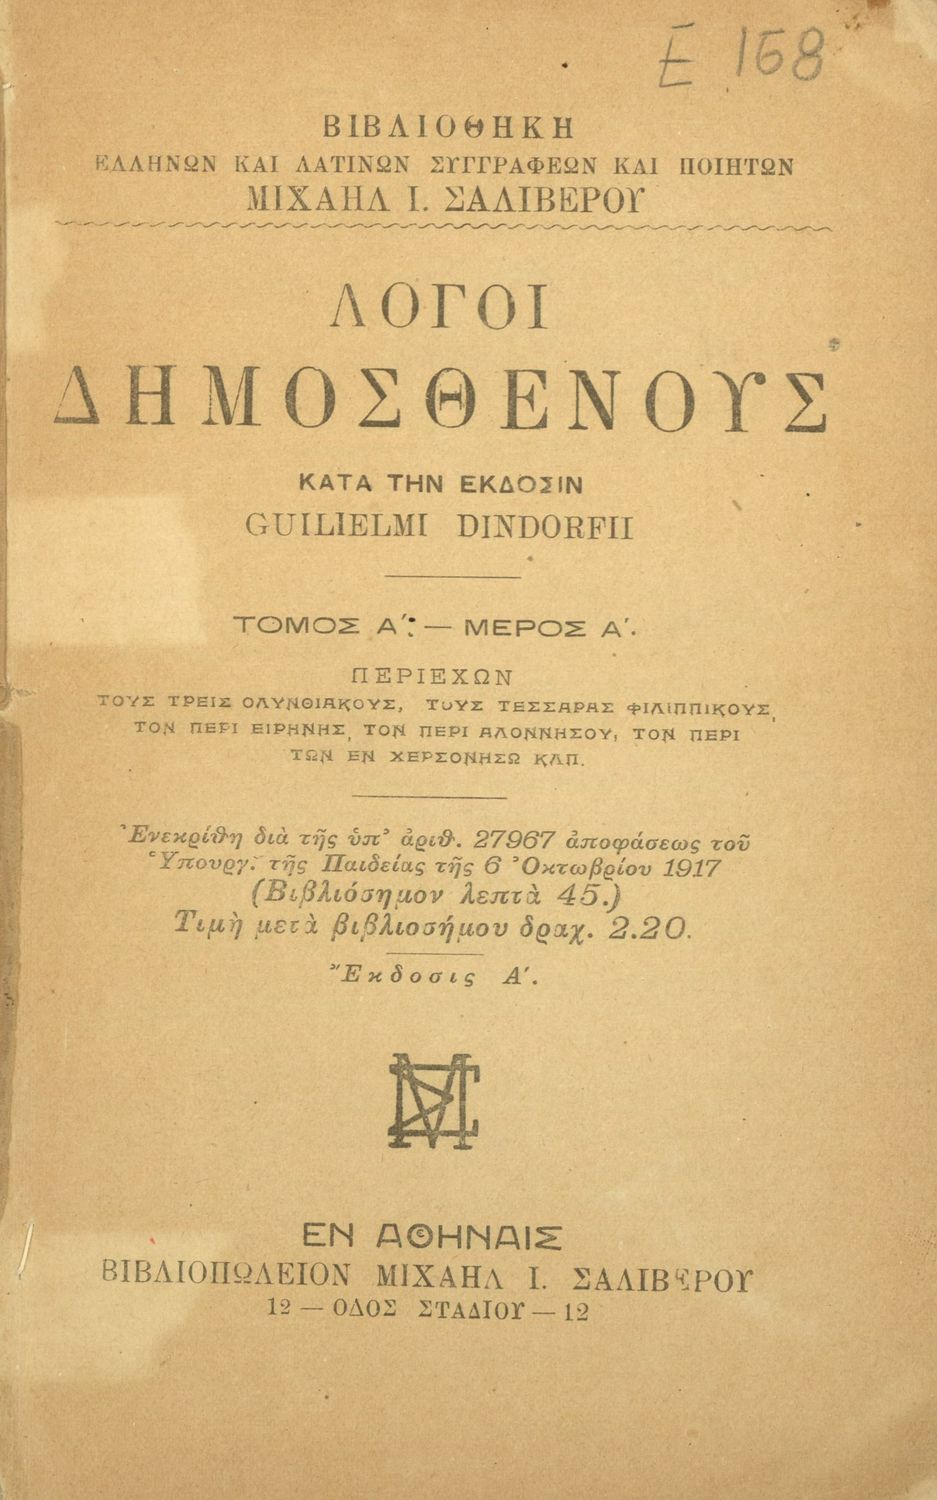 E 168
ΒΙΒΛΙΟΘΗΚΗ
ΕΛΛΗΝΩΝ ΚΑΙ ΛΑΤΙΝΩΝ ΣΥΓΓΡΑΦΕΩΝ ΚΑΙ ΠΟΙΗΤΩΝ
ΜΙΧΑΗΛ Ι. ΣΑΛΙΒΕΡΟΥ
ΛΟΓΟΙ
ΔΗΜΟΣΘΕΝΟΥΣ
ΚΑΤΑ ΤΗΝ ΕΚΔΟΣΙΝ
GUILIELMI DINDORFII
ΤΟΜΟΣ Α΄. — ΜΕΡΟΣ Α΄.
ΠΕΡΙΕΧΩΝ
ΤΟΥΣ ΤΡΕΙΣ ΟΛΥΝΘΙΑΚΟΥΣ, ΤΟΥΣ ΤΕΣΣΑΡΑΣ ΦΙΛΙΠΠΙΚΟΥΣ,
ΤΟΝ ΠΕΡΙ ΕΙΡΗΝΗΣ, ΤΟΝ ΠΕΡΙ ΑΛΟΝΝΗΣΟΥ, ΤΟΝ ΠΕΡΙ
ΤΩΝ ΕΝ ΧΕΡΣΟΝΗΣΩ ΚΛΠ.
Ἐνεκρίθη διὰ τῆς ὑπ' ἀριθ. 27967 ἀποφάσεως τοῦ
Ὑπουργ. τῆς Παιδείας τῆς 6 Ὀκτωβρίου 1917
(Βιβλιόσημον λεπτὰ 45.)
Τιμὴ μετὰ βιβλιοσήμου δραχ. 2.20.
Ἔκδοσις Α΄.
ΕΝ ΑΘΗΝΑΙΣ
ΒΙΒΛΙΟΠΩΛΕΙΟΝ ΜΙΧΑΗΛ Ι. ΣΑΛΙΒΕΡΟΥ
12 — ΟΔΟΣ ΣΤΑΔΙΟΥ — 12